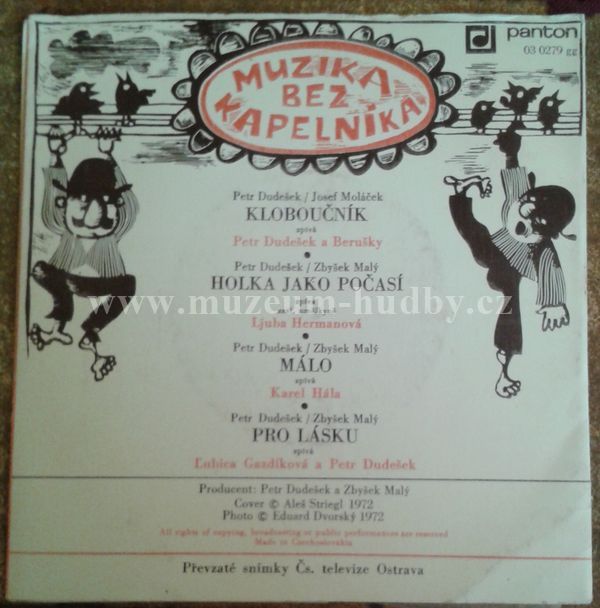 panton
03 0279 gg
MUZIKA
BEZ
KAPELNÍKA
Petr Dudešek / Josef Moláček
KLOBOUČNÍK
zpívá
Petr Dudešek a Berušky
Petr Dudešek / Zbyšek Malý
HOLKA JAKO POČASÍ
zpívá
www.muzeum-hudby.cz
Ljuba Hermanová
Petr Dudešek / Zbyšek Malý
MÁLO
zpívá
Karel Hála
Petr Dudešek / Zbyšek Malý
PRO LÁSKU
zpívá
Ľubica Gazdíková a Petr Dudešek
Producent: Petr Dudešek a Zbyšek Malý
Cover © Aleš Striegl 1972
Photo © Eduard Dvorský 1972
All rights of copying, broadcasting or public performances are reserved
Made in Czechoslovakia
Převzaté snímky Čs. televize Ostrava